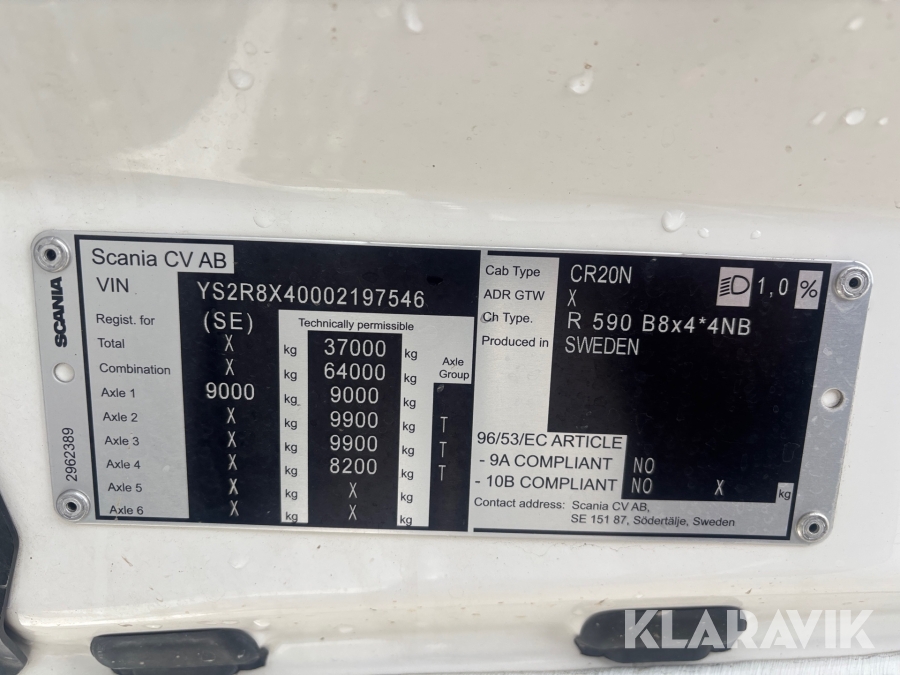 SCANIA
2962389
Scania CV AB
VIN YS2R8X40002197546
Regist. for (SE) Technically permissible
Total X kg 37000 kg Axle Group
Combination X kg 64000 kg
Axle 1 9000 kg 9000 kg
Axle 2 X kg 9900 kg T
Axle 3 X kg 9900 kg T
Axle 4 X kg 8200 kg T
Axle 5 X kg X kg
Axle 6 X kg X kg
Cab Type CR20N 1,0 %
ADR GTW X
Ch Type. R 590 B8x4*4NB
Produced in SWEDEN
96/53/EC ARTICLE
- 9A COMPLIANT NO
- 10B COMPLIANT NO X kg
Contact address: Scania CV AB,
SE 151 87, Södertälje, Sweden
KLARAVIK